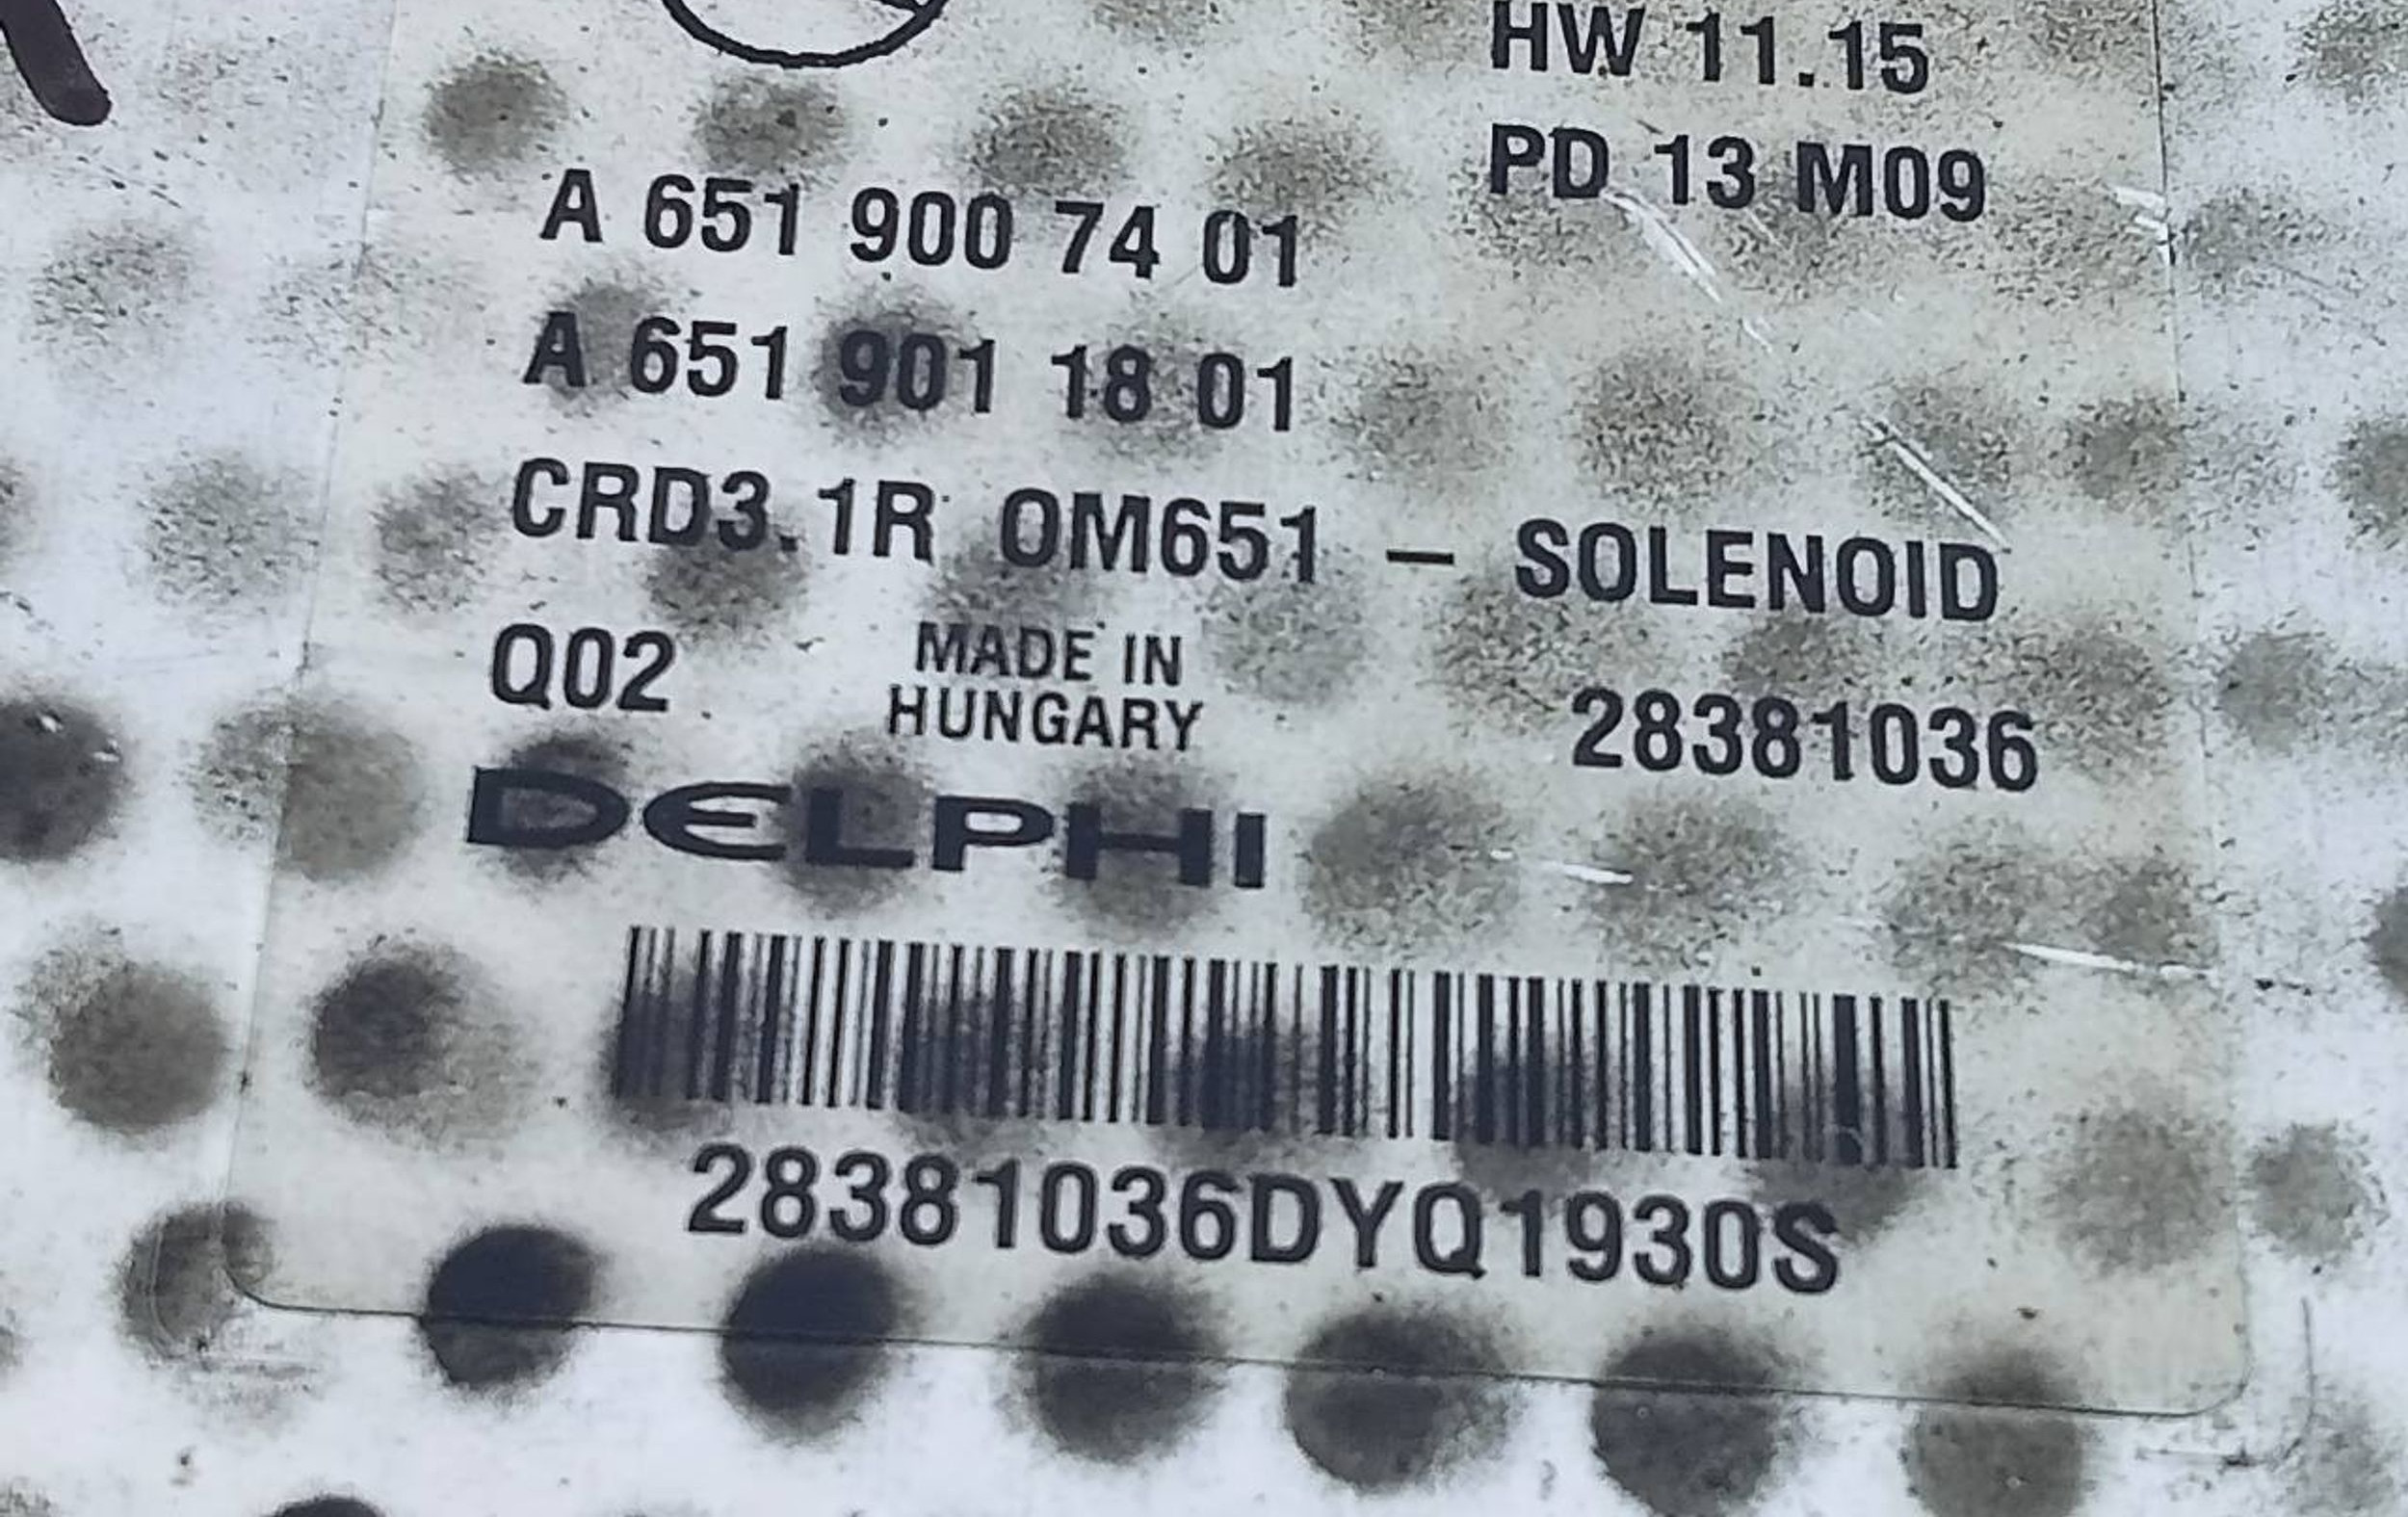 HW 11.15
PD 13 M09
A 651 900 74 01
A 651 901 18 01
CRD3.1R OM651 – SOLENOID
Q02
MADE IN
HUNGARY
28381036
DELPHI
28381036DYQ1930S